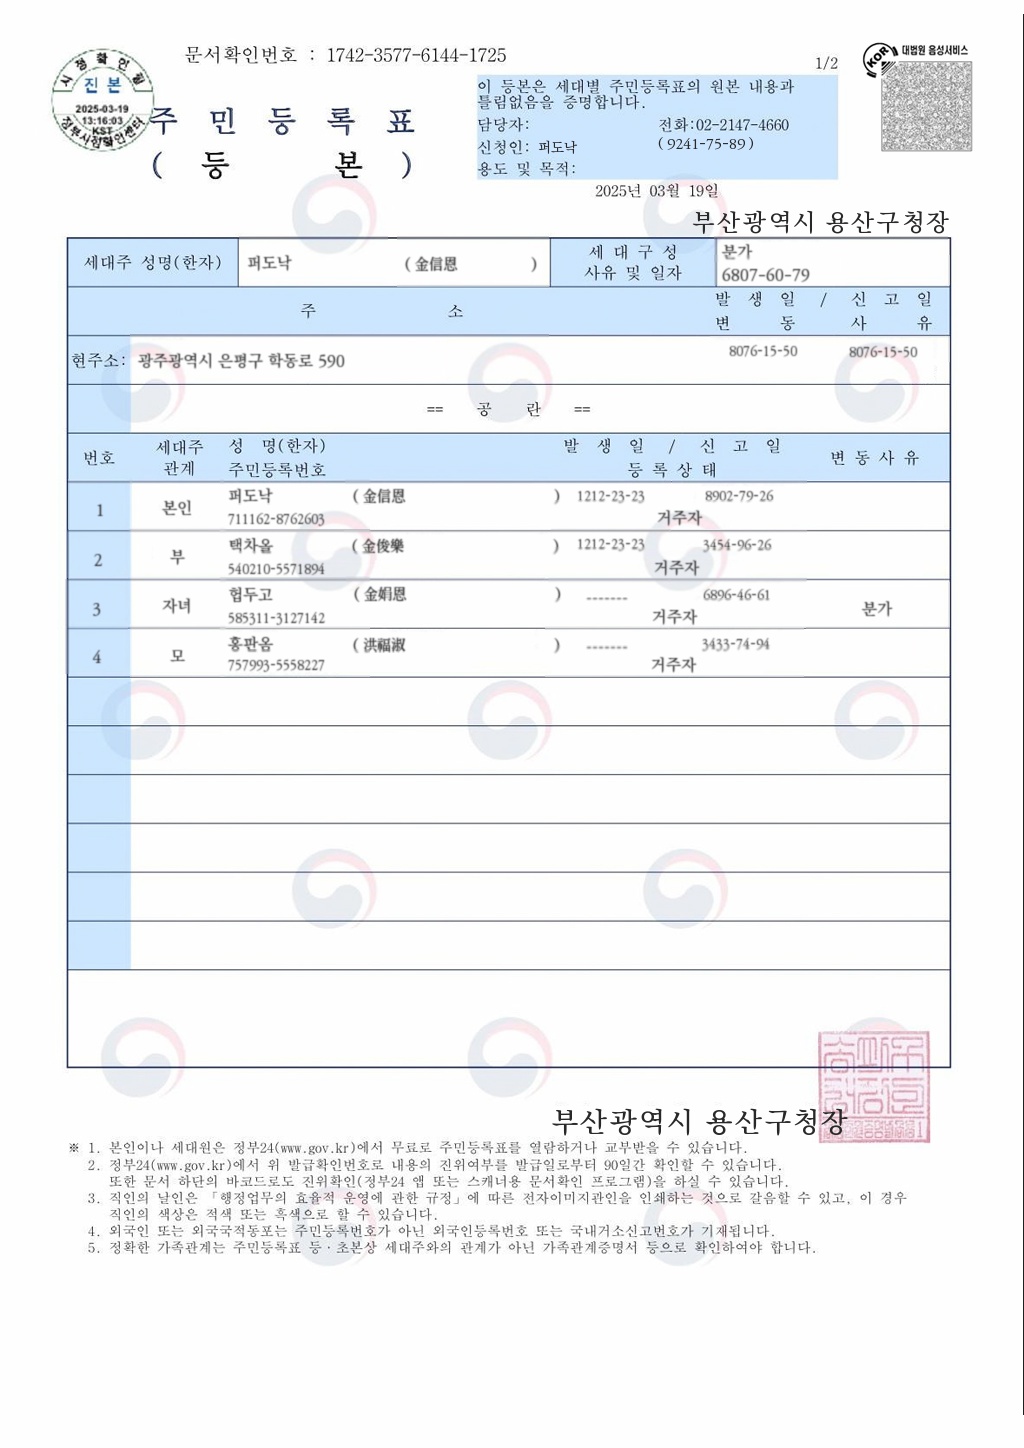 문서확인번호 : 1742-3577-6144-1725
대법원 음성서비스
KOR
1/2
시점확인필
진본
2025-03-19
13:16:03
KST
주 민 등 록 표
( 등 본 )
이 등본은 세대별 주민등록표의 원본 내용과
틀림없음을 증명합니다.
담당자: 전화:02-2147-4660
신청인: 퍼도낙 ( 9241-75-89 )
용도 및 목적:
2025년 03월 19일
부산광역시 용산구청장
세대주 성명(한자) 퍼도낙 ( 金信恩 ) 세 대 구 성 사유 및 일자 분가
6807-60-79
주 소 발 생 일 / 신 고 일
변 동 사 유
현주소: 광주광역시 은평구 학동로 590 8076-15-50 8076-15-50
== 공 란 ==
번호 세대주 관계 성 명(한자) 주민등록번호 발 생 일 / 신 고 일 등 록 상 태 변 동 사 유
1 본인 퍼도낙 ( 金信恩 ) 1212-23-23 8902-79-26
711162-8762603 거주자
2 부 택차올 ( 金俊樂 ) 1212-23-23 3454-96-26
540210-5571894 거주자
3 자녀 험두고 ( 金娟恩 ) ------- 6896-46-61
585311-3127142 거주자 분가
4 모 홍판옴 ( 洪福淑 ) ------- 3433-74-94
757993-5558227 거주자
부산광역시 용산구청장
※ 1. 본인이나 세대원은 정부24(www.gov.kr)에서 무료로 주민등록표를 열람하거나 교부받을 수 있습니다.
2. 정부24(www.gov.kr)에서 위 발급확인번호로 내용의 진위여부를 발급일로부터 90일간 확인할 수 있습니다.
또한 문서 하단의 바코드로도 진위확인(정부24 앱 또는 스캐너용 문서확인 프로그램)을 하실 수 있습니다.
3. 직인의 날인은 「행정업무의 효율적 운영에 관한 규정」에 따른 전자이미지관인을 인쇄하는 것으로 갈음할 수 있고, 이 경우
직인의 색상은 적색 또는 흑색으로 할 수 있습니다.
4. 외국인 또는 외국국적동포는 주민등록번호가 아닌 외국인등록번호 또는 국내거소신고번호가 기재됩니다.
5. 정확한 가족관계는 주민등록표 등·초본상 세대주와의 관계가 아닌 가족관계증명서 등으로 확인하여야 합니다.